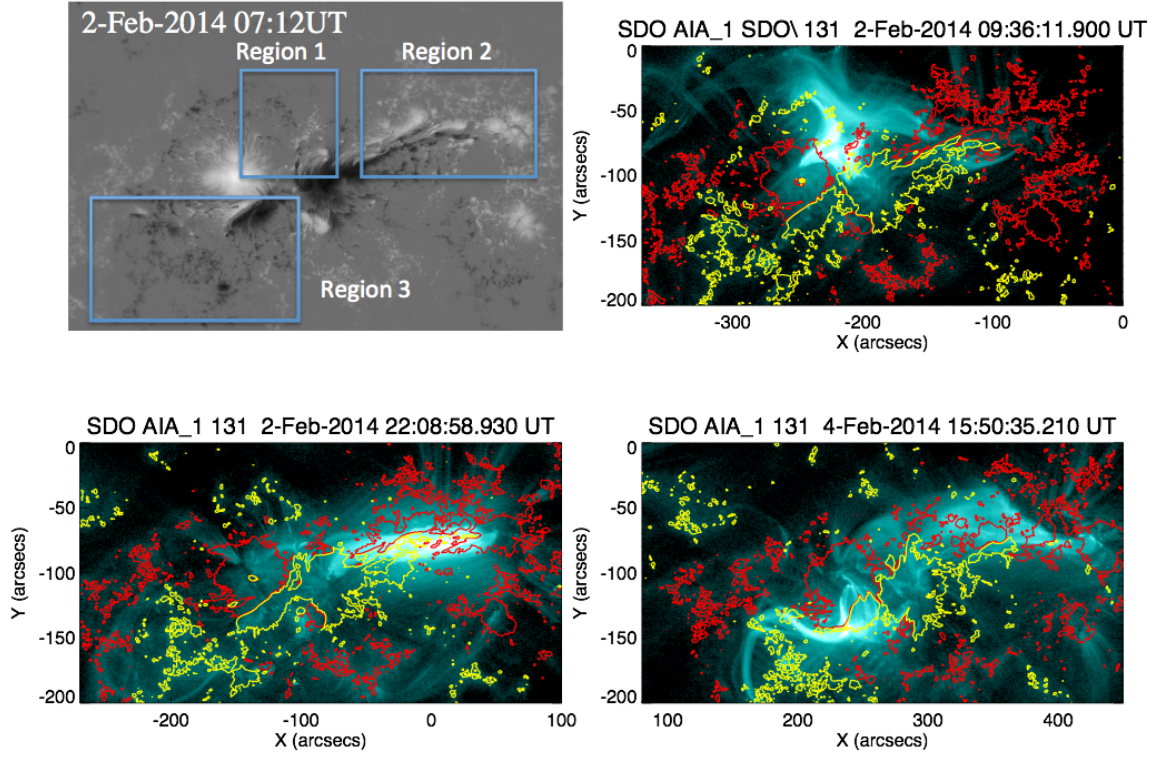 2-Feb-2014 07:12UT
Region 1
Region 2
Region 3
SDO AIA_1 SDO\ 131 2-Feb-2014 09:36:11.900 UT
0
-50
-100
-150
-200
Y (arcsecs)
-300
-200
-100
0
X (arcsecs)
SDO AIA_1 131 2-Feb-2014 22:08:58.930 UT
0
-50
-100
-150
-200
Y (arcsecs)
-200
-100
0
100
X (arcsecs)
SDO AIA_1 131 4-Feb-2014 15:50:35.210 UT
0
-50
-100
-150
-200
Y (arcsecs)
100
200
300
400
X (arcsecs)